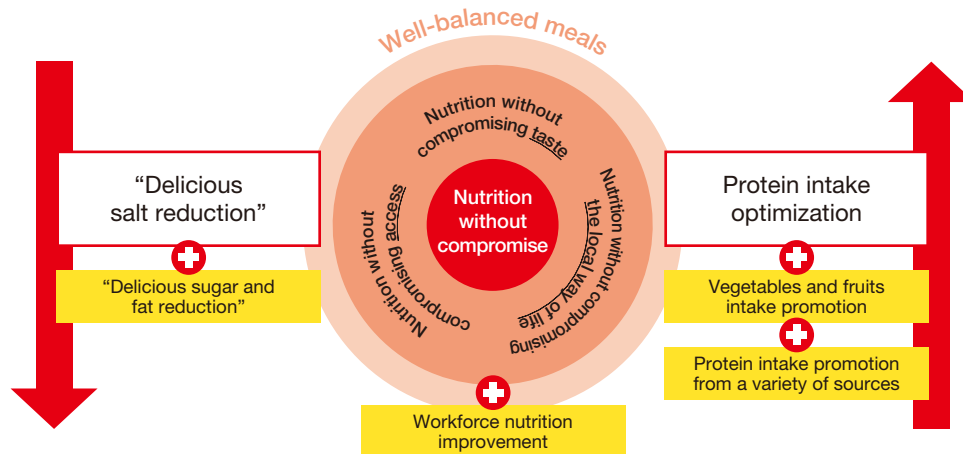 Well-balanced meals
Nutrition without
compromising taste
Nutrition without
compromising access
Nutrition without compromising
the local way of life
Nutrition
without
compromise
“Delicious
salt reduction”
“Delicious sugar and
fat reduction”
Protein intake
optimization
Vegetables and fruits
intake promotion
Protein intake promotion
from a variety of sources
Workforce nutrition
improvement